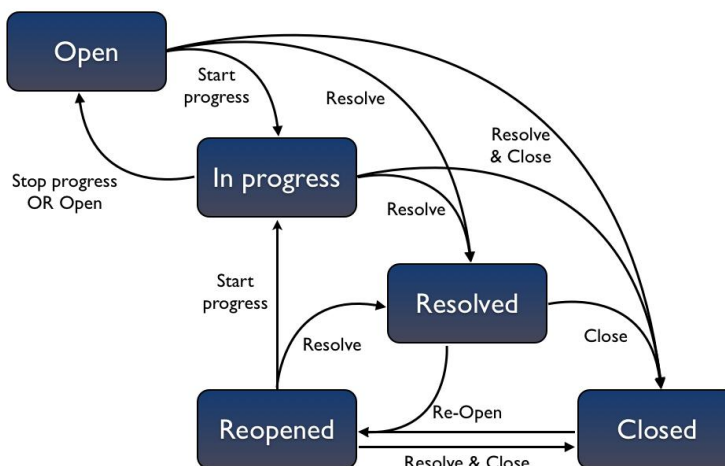 Open
Start
progress
Resolve
Resolve
& Close
Stop progress
OR Open
In progress
Resolve
Start
progress
Resolved
Resolve
Close
Re-Open
Reopened
Closed
Resolve & Close